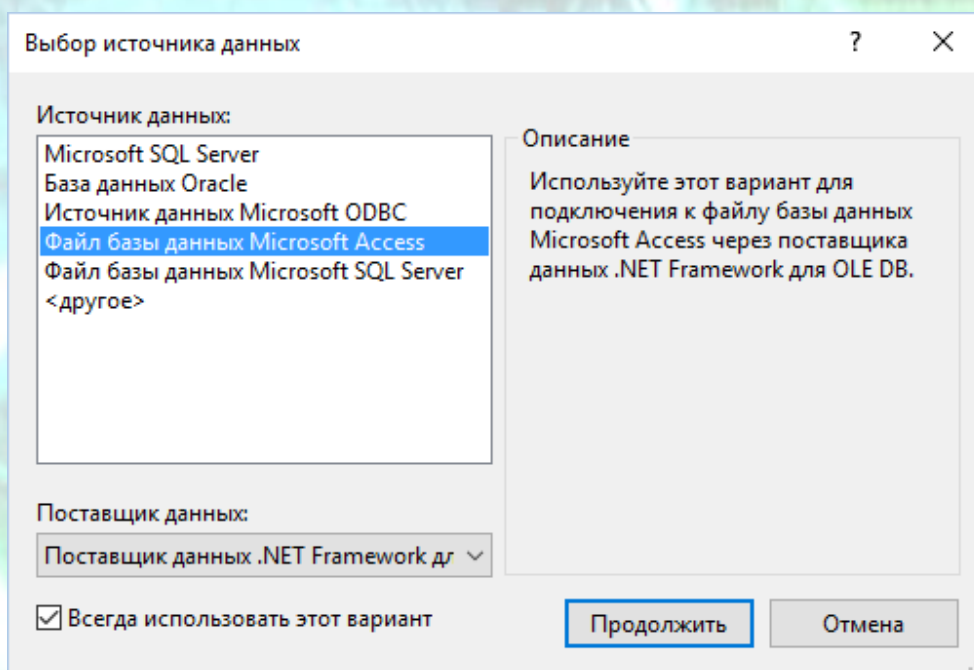 Выбор источника данных
?
Источник данных:
Microsoft SQL Server
База данных Oracle
Источник данных Microsoft ODBC
Файл базы данных Microsoft Access
Файл базы данных Microsoft SQL Server
<другое>
Описание
Используйте этот вариант для
подключения к файлу базы данных
Microsoft Access через поставщика
данных .NET Framework для OLE DB.
Поставщик данных:
Поставщик данных .NET Framework дл
Всегда использовать этот вариант
Продолжить
Отмена